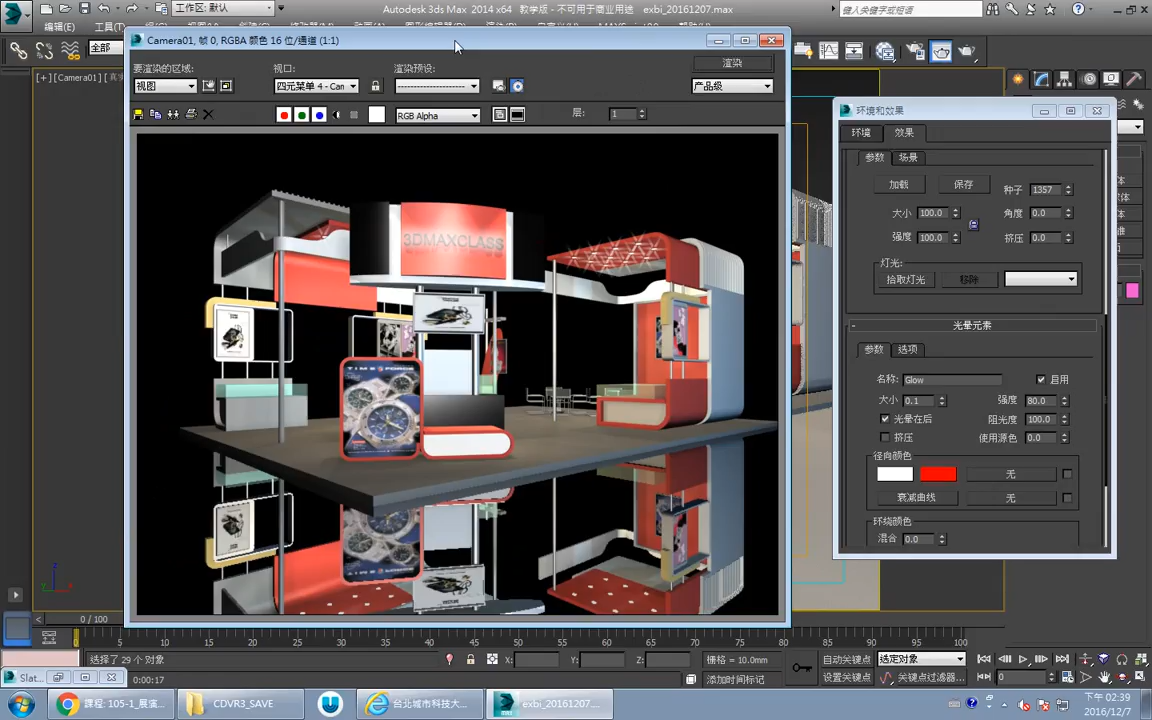 工作区: 默认
Autodesk 3ds Max 2014 x64 教学版 - 不可用于商业用途 exbi_20161207.max
键入关键字或短语
编辑(E)
全部
[+] [Camera01]
Camera01, 帧 0, RGBA 颜色 16 位/通道 (1:1)
要渲染的区域:
视口:
渲染预设:
渲染
视图
四元菜单 4 - Can
--------------------
产品级
RGB Alpha
层:
1
3DMAXCLASS
TIME FORCE
环境和效果
环境
效果
参数
场景
加载
保存
种子 1357
大小 100.0
角度 0.0
强度 100.0
挤压 0.0
灯光:
拾取灯光
移除
- 光晕元素
参数
选项
名称: Glow
启用
大小 0.1
强度 80.0
光晕在后
阻光度 100.0
挤压
使用源色 0.0
径向颜色
无
衰减曲线
无
环绕颜色
混合 0.0
0 / 100
0 5 10 15 20 25 30 35 40 45 50 55 60 65 70 75 80 85 90 95 100
选择了 29 个 对象
X:
Y:
Z:
栅格 = 10.0mm
自动关键点
选定对象
Slat...
0:00:17
添加时间标记
设置关键点
关键点过滤器...
0
課程: 105-1_展演...
CDVR3_SAVE
台北城市科技大...
exbi_20161207....
下午 02:39
2016/12/7